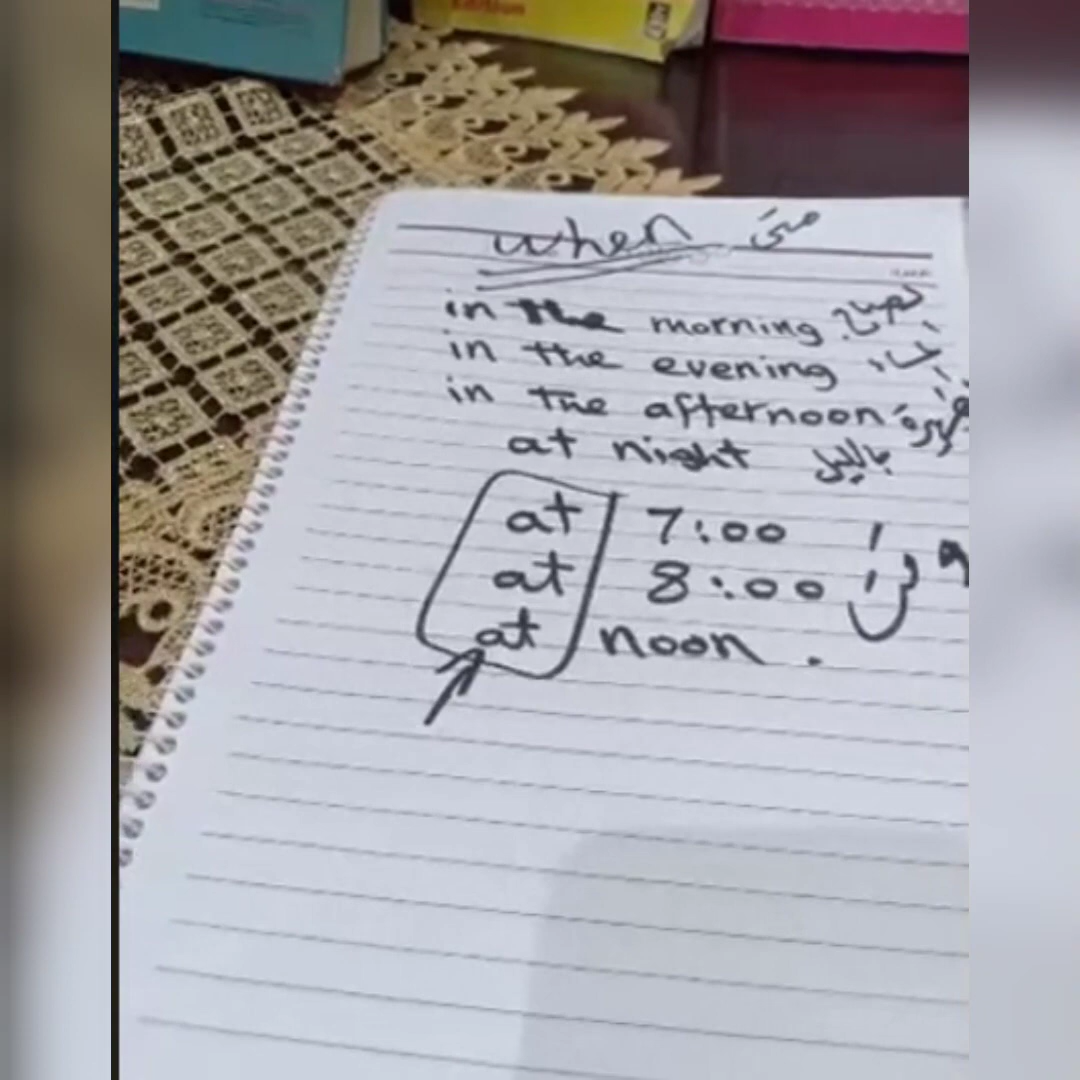 Edition
when متى
in the morning
in the evening
in the afternoon
at night بالليل
at 7:00
at 8:00
at noon.